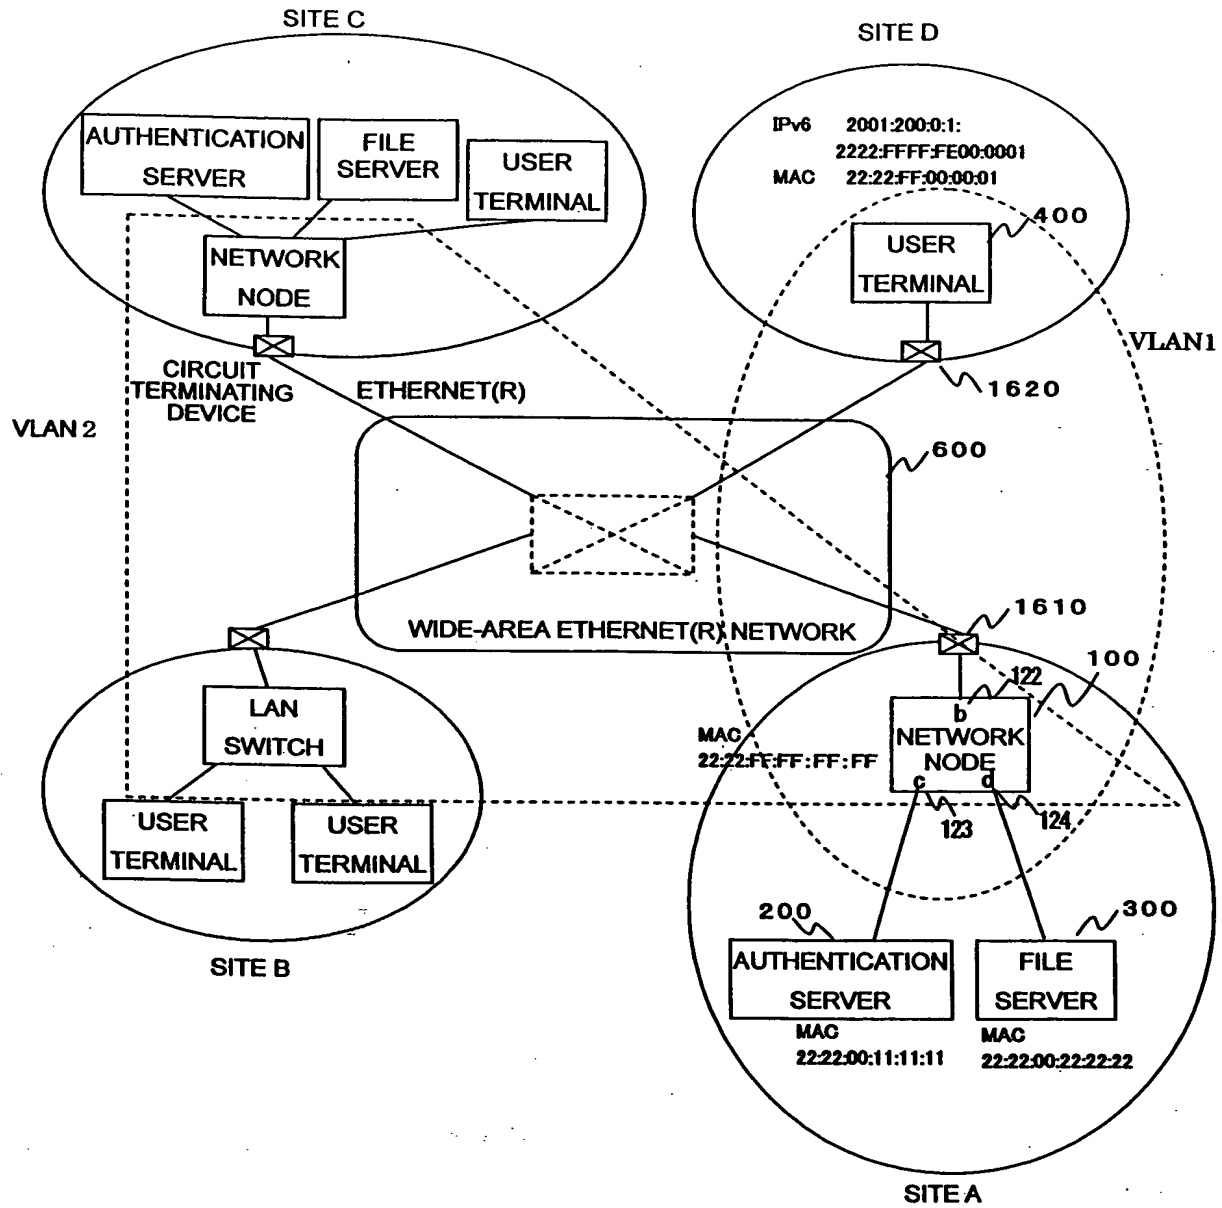 SITE C
SITE D
AUTHENTICATION
SERVER
FILE
SERVER
USER
TERMINAL
NETWORK
NODE
CIRCUIT
TERMINATING
DEVICE
ETHERNET(R)
VLAN 2
IPv6 2001:200:0:1:
2222:FFFF:FE00:0001
MAC 22:22:FF:00:00:01
400
USER
TERMINAL
VLAN1
1620
600
WIDE-AREA ETHERNET(R) NETWORK
1610
100
122
b
NETWORK
NODE
c
d
MAC
22:22:FF:FF:FF:FF
123
124
LAN
SWITCH
USER
TERMINAL
USER
TERMINAL
SITE B
200
AUTHENTICATION
SERVER
MAC
22:22:00:11:11:11
300
FILE
SERVER
MAC
22:22:00:22:22:22
SITE A